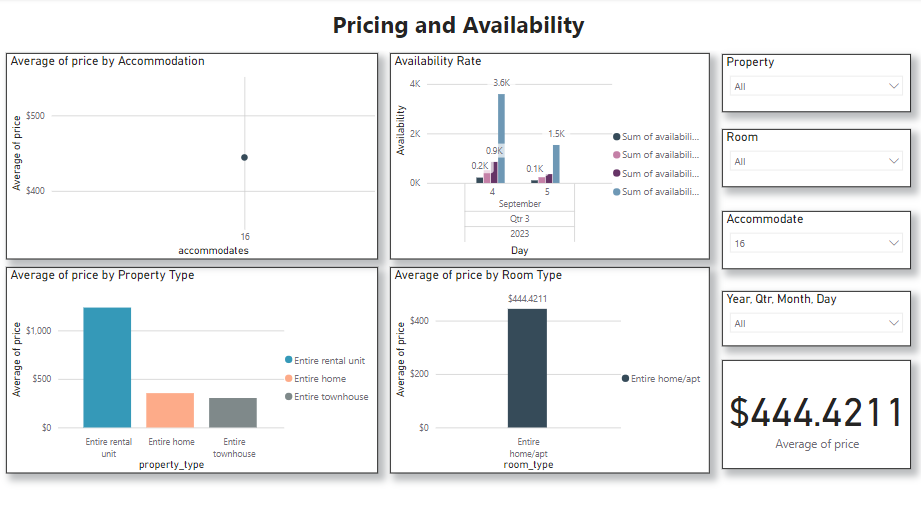 Pricing and Availability
Average of price by Accommodation
Average of price
$500
$400
16
accommodates
Availability Rate
Availability
4K
2K
0K
3.6K
0.9K
0.2K
1.5K
0.1K
4
5
September
Qtr 3
2023
Day
Sum of availabili...
Sum of availabili...
Sum of availabili...
Sum of availabili...
Property
All
Room
All
Accommodate
16
Year, Qtr, Month, Day
All
Average of price by Property Type
Average of price
$1,000
$500
$0
Entire rental
unit
Entire home
Entire
townhouse
property_type
Entire rental unit
Entire home
Entire townhouse
Average of price by Room Type
Average of price
$444.4211
$400
$200
$0
Entire
home/apt
room_type
Entire home/apt
$444.4211
Average of price